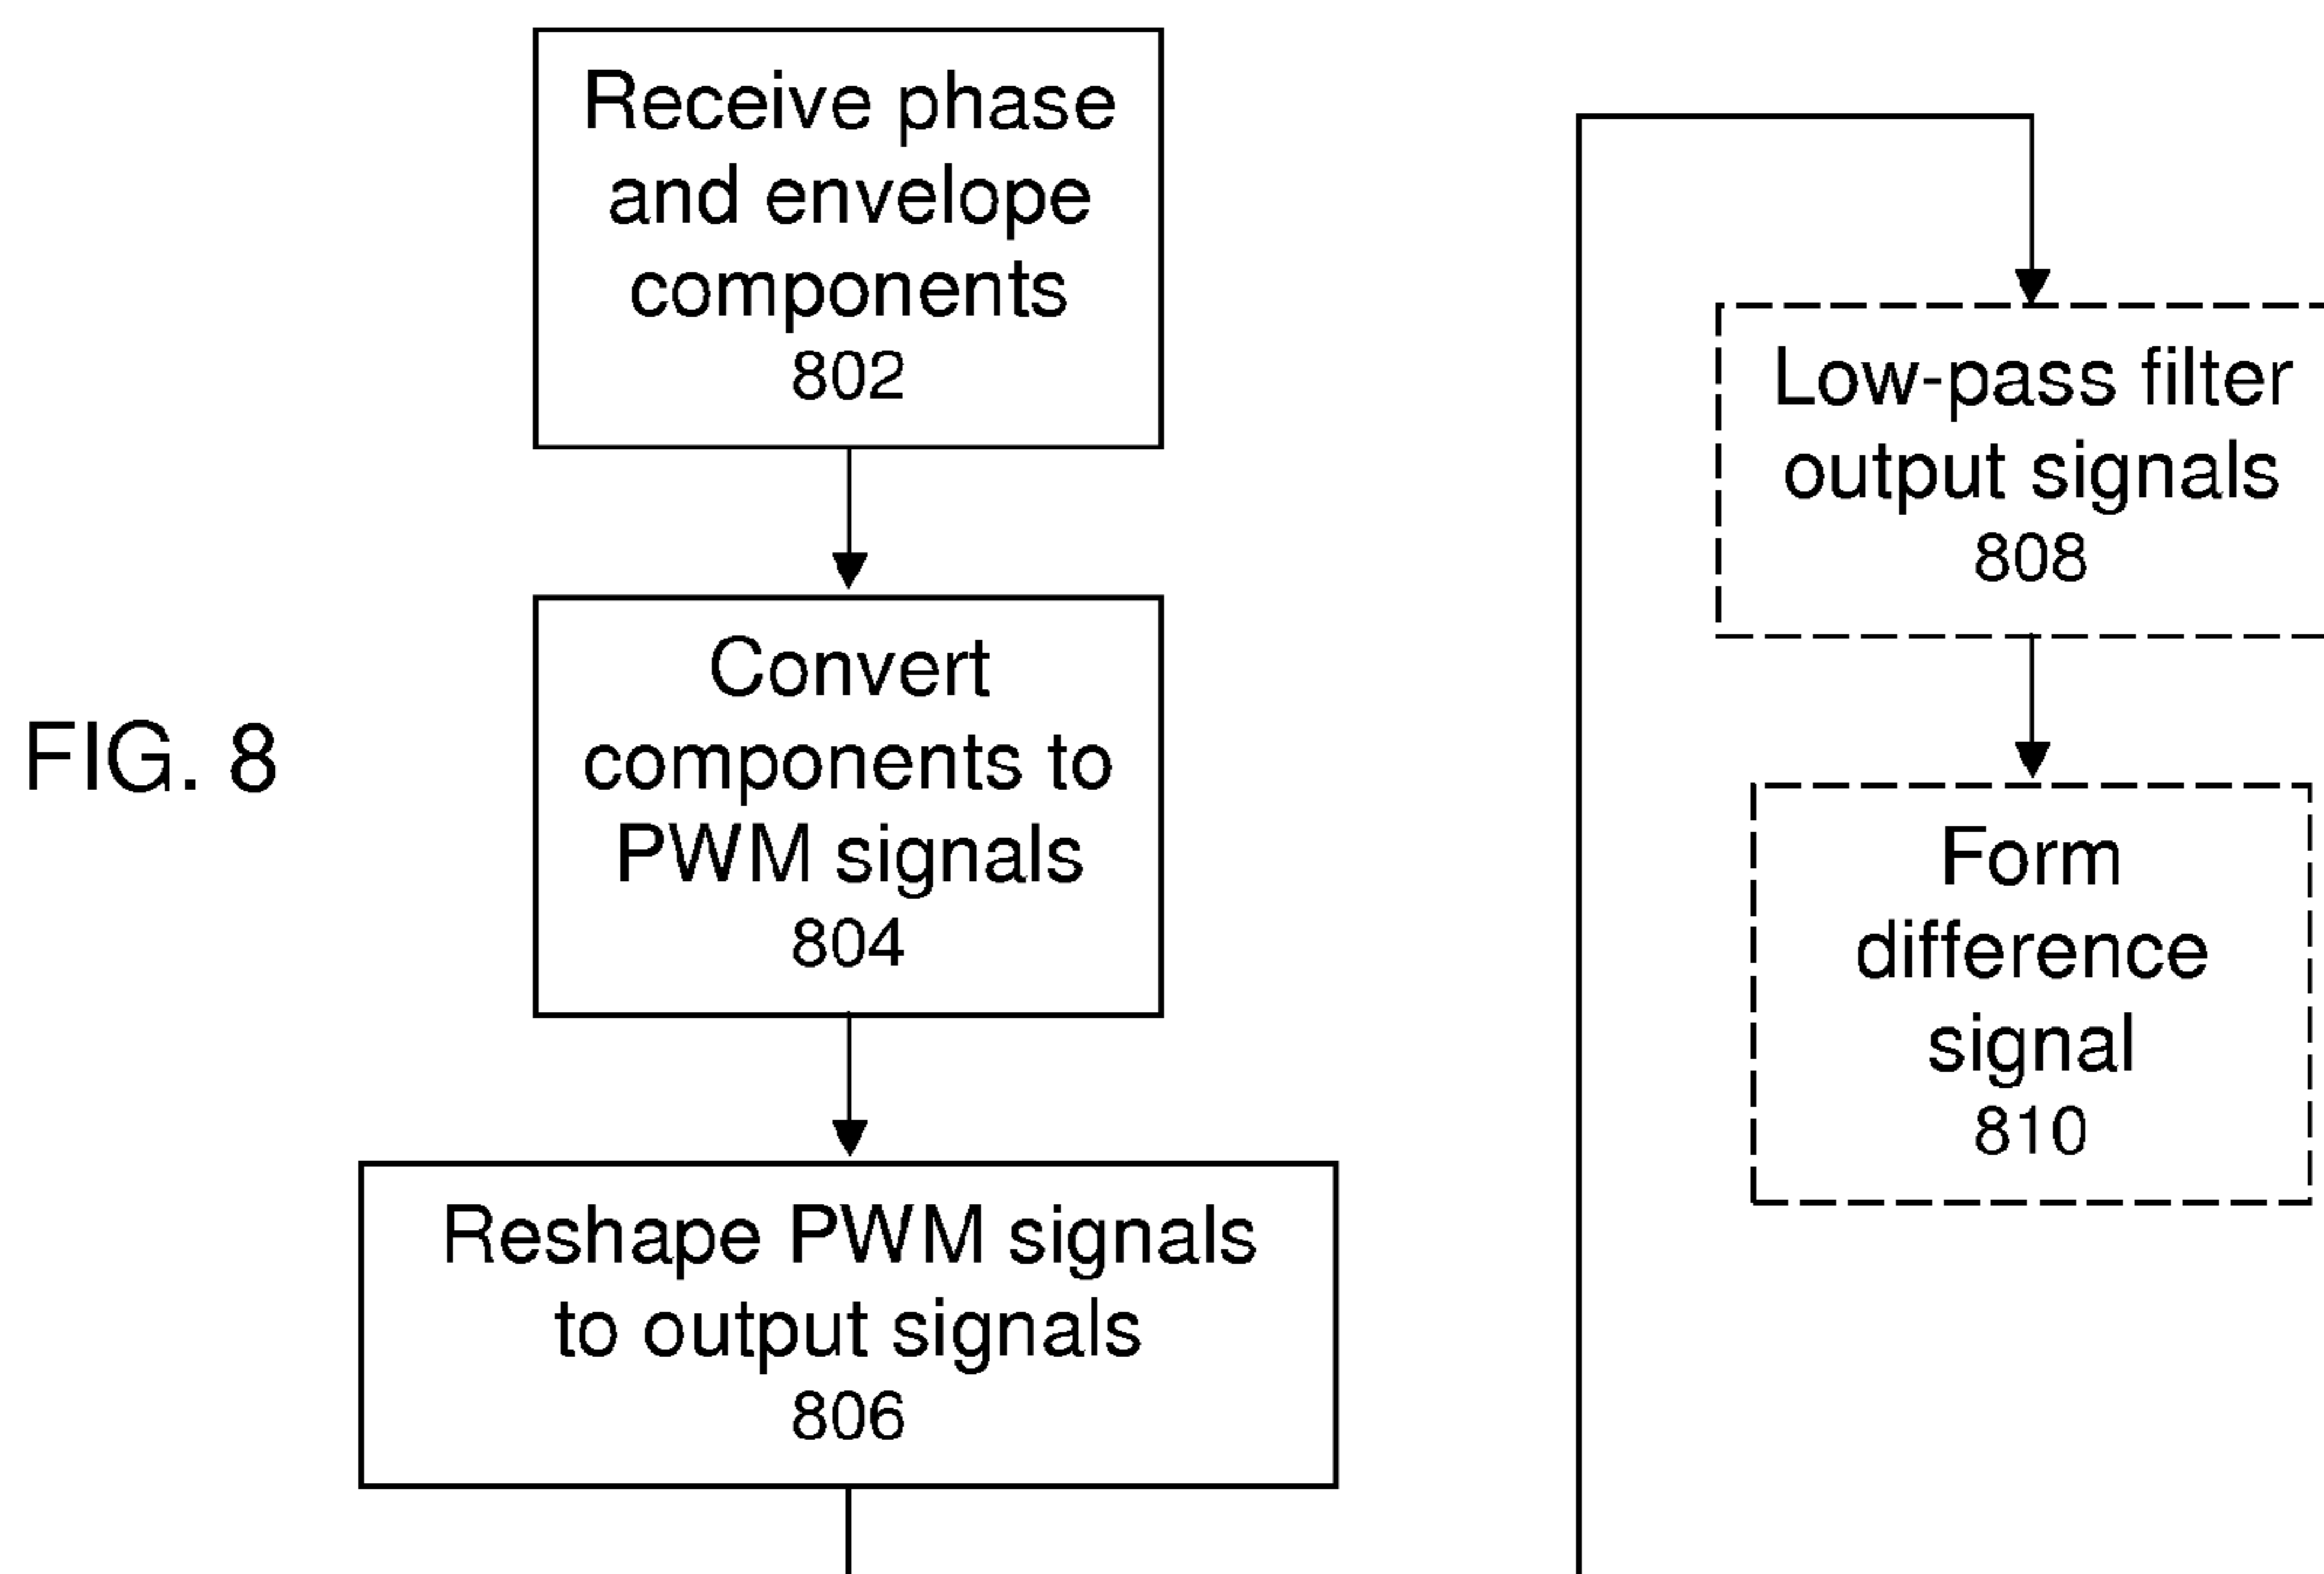 FIG. 8
Receive phase
and envelope
components
802
Convert
components to
PWM signals
804
Reshape PWM signals
to output signals
806
Low-pass filter
output signals
808
Form
difference
signal
810